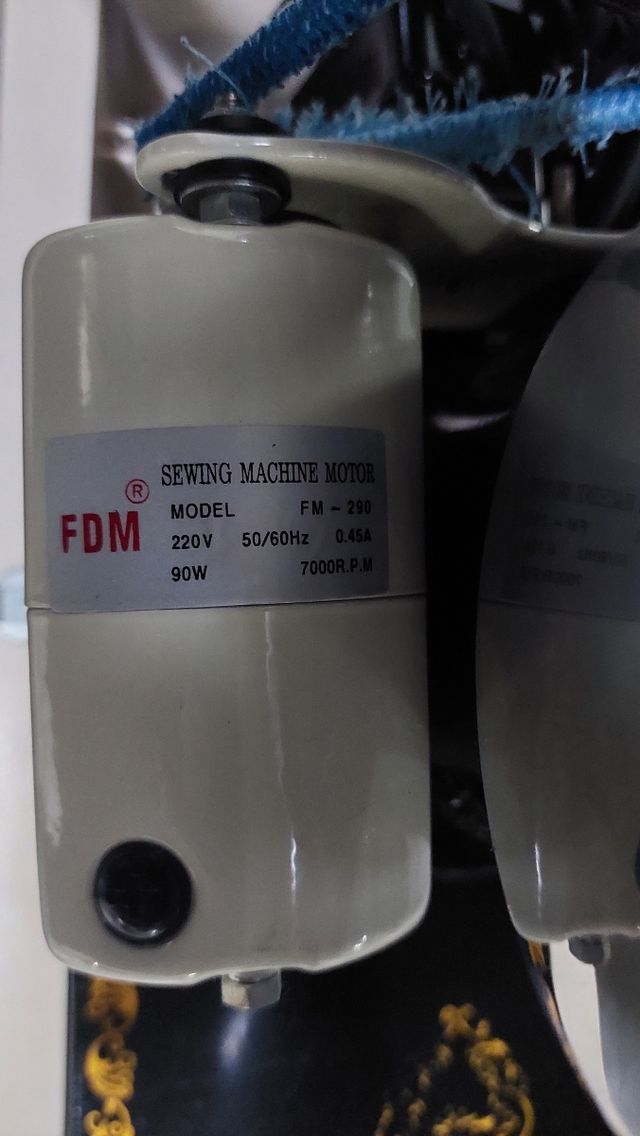 SEWING MACHINE MOTOR
FDM®
MODEL FM ~ 290
220V 50/60Hz 0.45A
90W 7000R.P.M